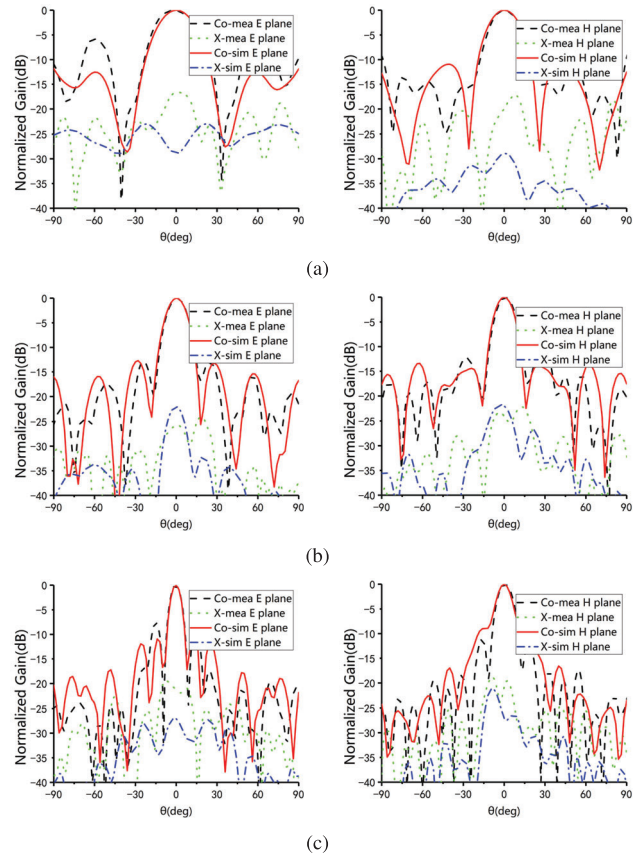 0
-5
-10
-15
-20
-25
-30
-35
-40
Normalized Gain(dB)
Co-mea E plane
X-mea E plane
Co-sim E plane
X-sim E plane
-90 -60 -30 0 30 60 90
θ(deg)
0
-5
-10
-15
-20
-25
-30
-35
-40
Normalized Gain(dB)
Co-mea H plane
X-mea H plane
Co-sim H plane
X-sim H plane
-90 -60 -30 0 30 60 90
θ(deg)
(a)
0
-5
-10
-15
-20
-25
-30
-35
-40
Normalized Gain(dB)
Co-mea E plane
X-mea E plane
Co-sim E plane
X-sim E plane
-90 -60 -30 0 30 60 90
θ(deg)
0
-5
-10
-15
-20
-25
-30
-35
-40
Normalized Gain(dB)
Co-mea H plane
X-mea H plane
Co-sim H plane
X-sim H plane
-90 -60 -30 0 30 60 90
θ(deg)
(b)
0
-5
-10
-15
-20
-25
-30
-35
-40
Normalized Gain(dB)
Co-mea E plane
X-mea E plane
Co-sim E plane
X-sim E plane
-90 -60 -30 0 30 60 90
θ(deg)
0
-5
-10
-15
-20
-25
-30
-35
-40
Normalized Gain(dB)
Co-mea H plane
X-mea H plane
Co-sim H plane
X-sim H plane
-90 -60 -30 0 30 60 90
θ(deg)
(c)